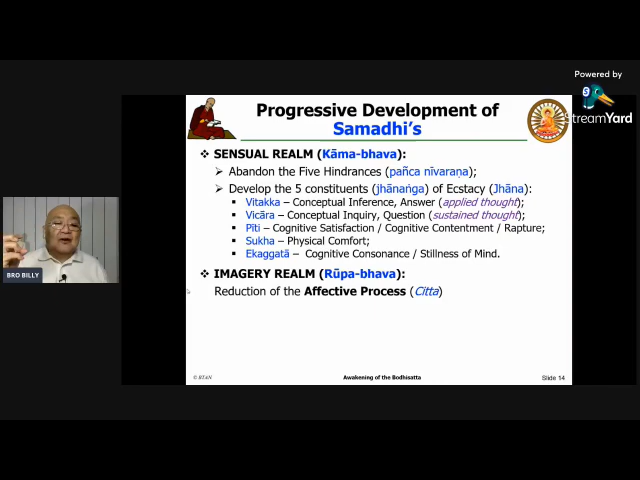 Powered by
StreamYard
Progressive Development of
Samadhi's
❖ SENSUAL REALM (Kāma-bhava):
➢ Abandon the Five Hindrances (pañca nīvaraṇa);
➢ Develop the 5 constituents (jhānaṅga) of Ecstacy (Jhāna):
▪ Vitakka – Conceptual Inference, Answer (applied thought);
▪ Vicāra – Conceptual Inquiry, Question (sustained thought);
▪ Pīti – Cognitive Satisfaction / Cognitive Contentment / Rapture;
▪ Sukha – Physical Comfort;
▪ Ekaggatā – Cognitive Consonance / Stillness of Mind.
❖ IMAGERY REALM (Rūpa-bhava):
Reduction of the Affective Process (Citta)
BRO BILLY
© BTAN
Awakening of the Bodhisatta
Slide 14